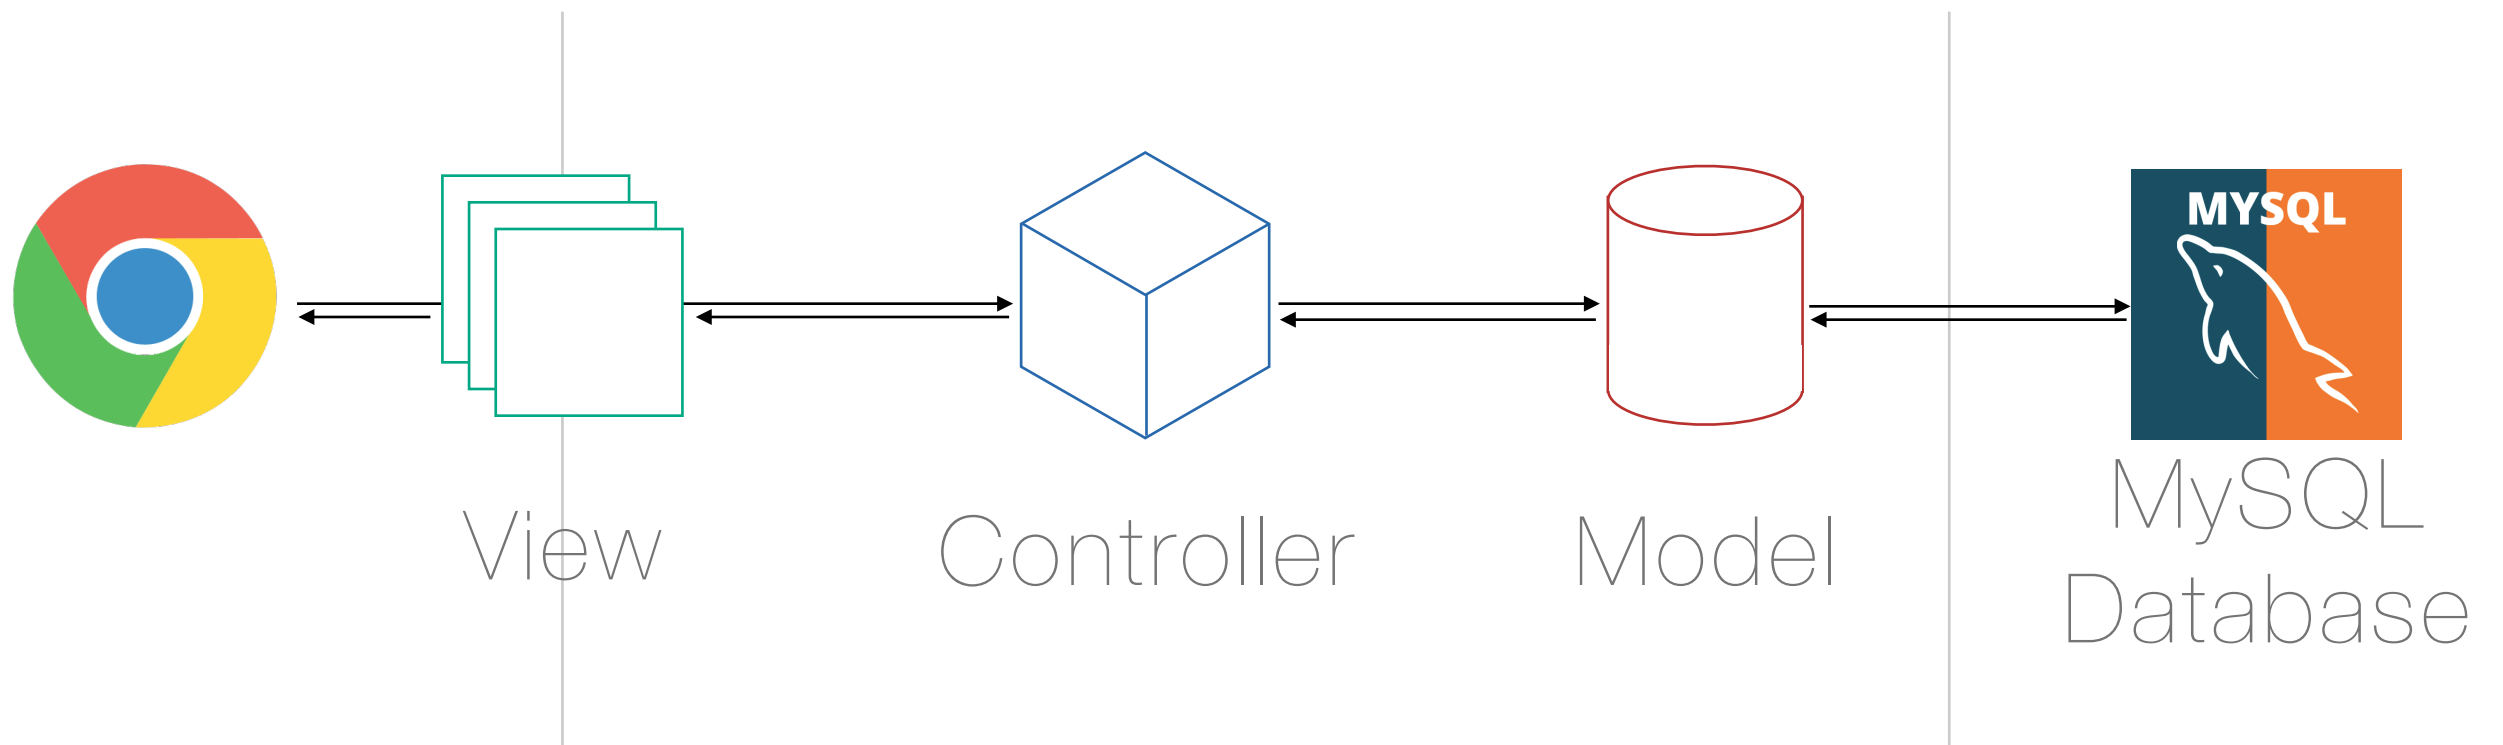 MYSQL
View
Controller
Model
MySQL
Database